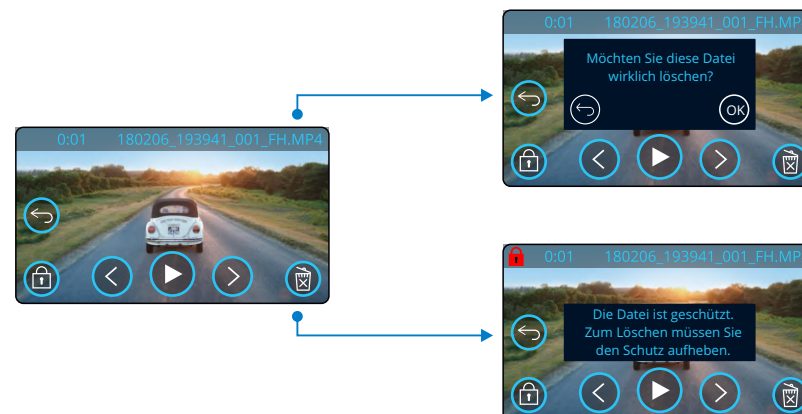 0:01 180206_193941_001_FH.MP
Möchten Sie diese Datei
wirklich löschen?
OK
0:01 180206_193941_001_FH.MP4
0:01 180206_193941_001_FH.MP
Die Datei ist geschützt.
Zum Löschen müssen Sie
den Schutz aufheben.